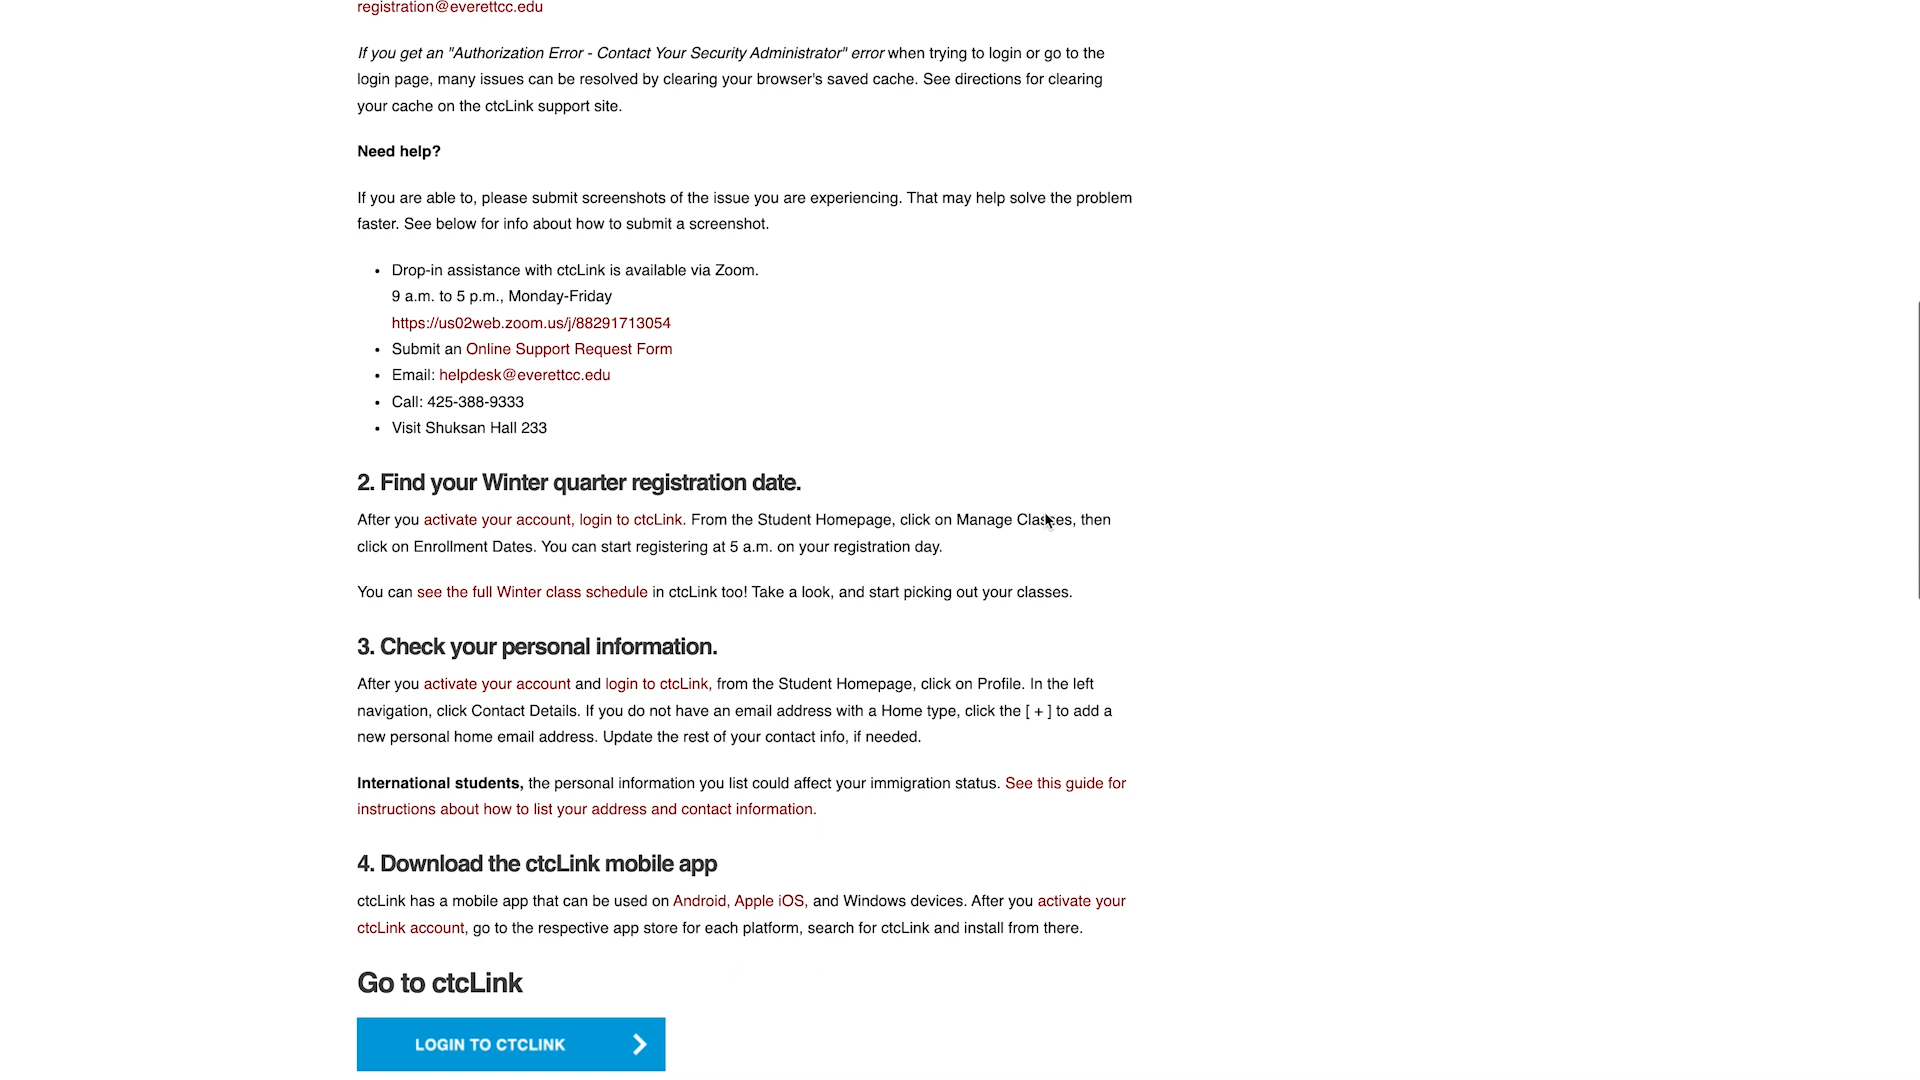 registration@everettcc.edu
If you get an "Authorization Error - Contact Your Security Administrator" error when trying to login or go to the
login page, many issues can be resolved by clearing your browser's saved cache. See directions for clearing
your cache on the ctcLink support site.
Need help?
If you are able to, please submit screenshots of the issue you are experiencing. That may help solve the problem
faster. See below for info about how to submit a screenshot.
• Drop-in assistance with ctcLink is available via Zoom.
9 a.m. to 5 p.m., Monday-Friday
https://us02web.zoom.us/j/88291713054
• Submit an Online Support Request Form
• Email: helpdesk@everettcc.edu
• Call: 425-388-9333
• Visit Shuksan Hall 233
2. Find your Winter quarter registration date.
After you activate your account, login to ctcLink. From the Student Homepage, click on Manage Classes, then
click on Enrollment Dates. You can start registering at 5 a.m. on your registration day.
You can see the full Winter class schedule in ctcLink too! Take a look, and start picking out your classes.
3. Check your personal information.
After you activate your account and login to ctcLink, from the Student Homepage, click on Profile. In the left
navigation, click Contact Details. If you do not have an email address with a Home type, click the [ + ] to add a
new personal home email address. Update the rest of your contact info, if needed.
International students, the personal information you list could affect your immigration status. See this guide for
instructions about how to list your address and contact information.
4. Download the ctcLink mobile app
ctcLink has a mobile app that can be used on Android, Apple iOS, and Windows devices. After you activate your
ctcLink account, go to the respective app store for each platform, search for ctcLink and install from there.
Go to ctcLink
LOGIN TO CTCLINK